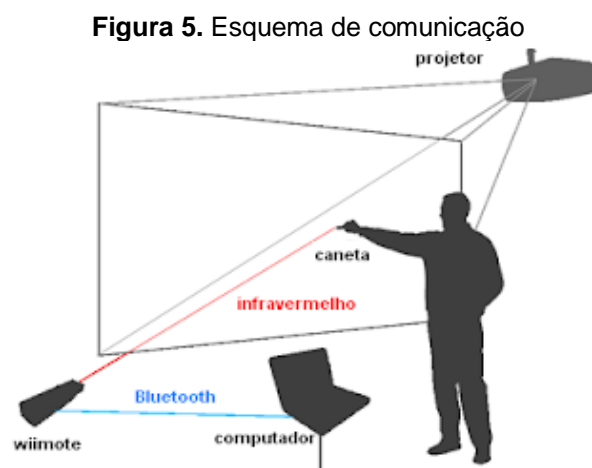 Figura 5. Esquema de comunicação
projetor
caneta
infravermelho
Bluetooth
wiimote
computador